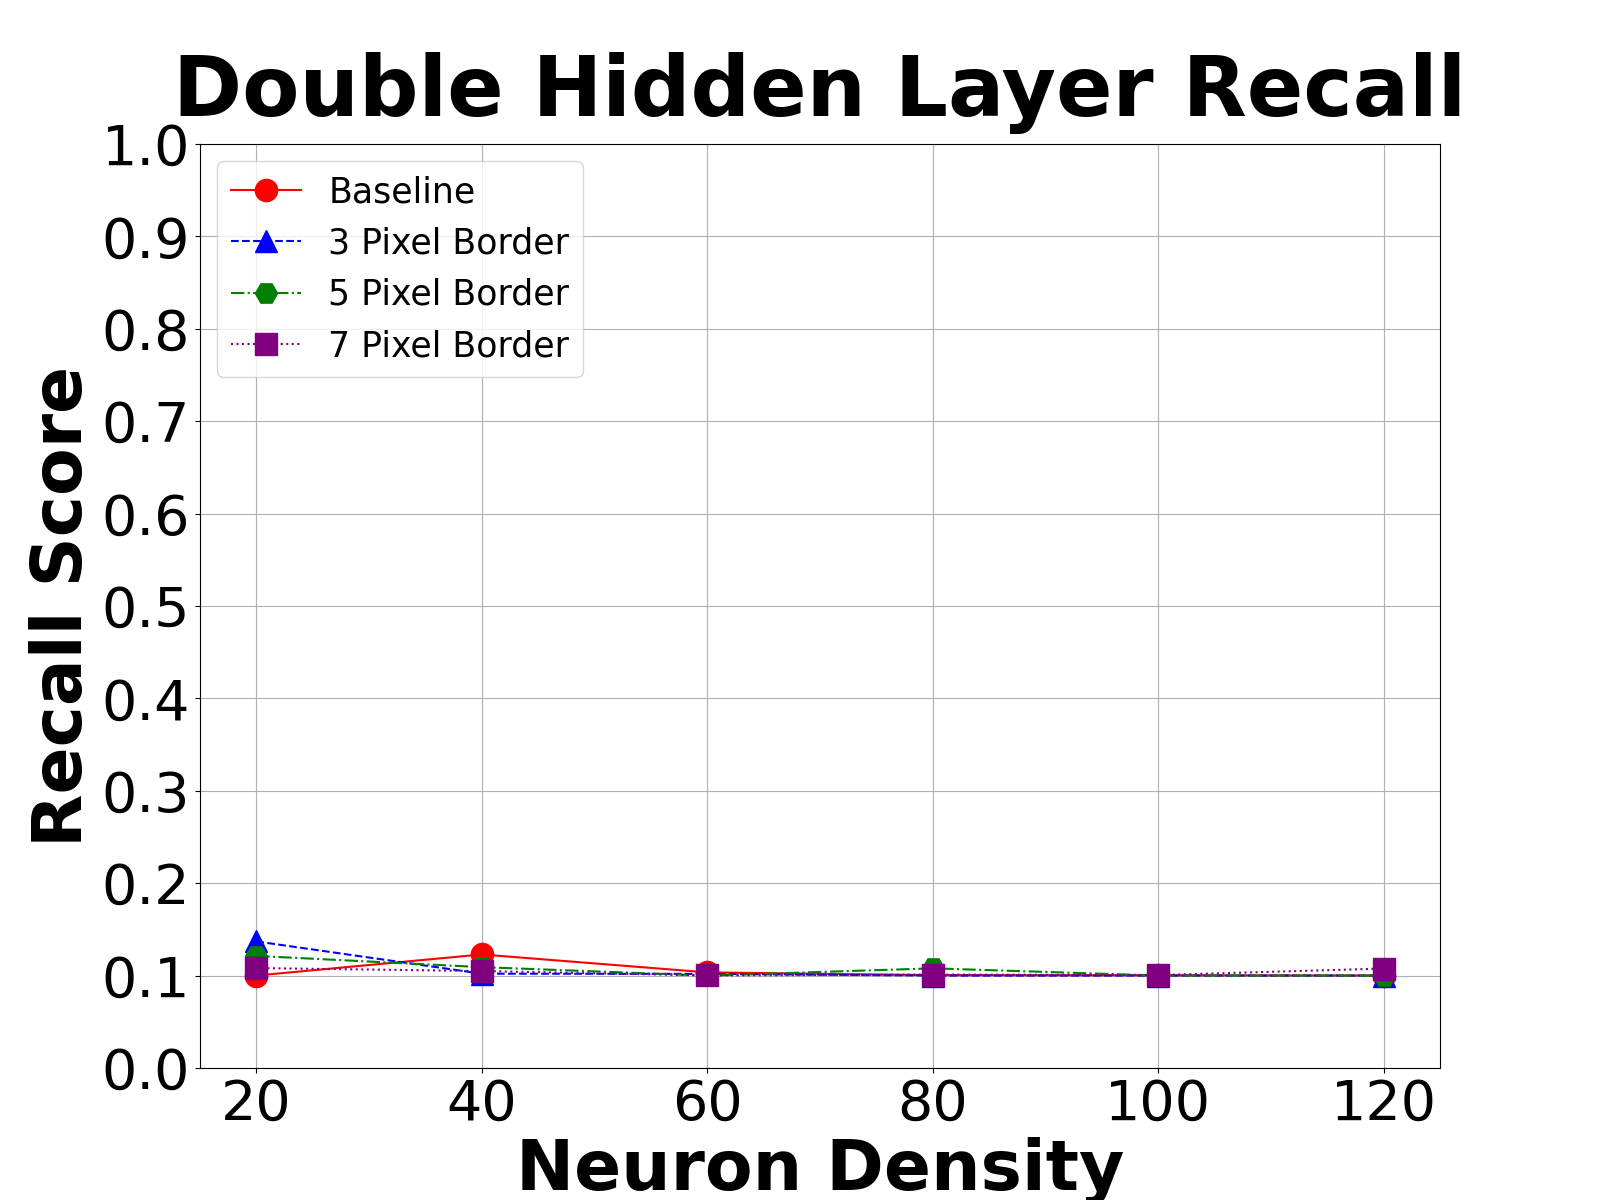 Double Hidden Layer Recall
Recall Score
1.0
0.9
0.8
0.7
0.6
0.5
0.4
0.3
0.2
0.1
0.0
Baseline
3 Pixel Border
5 Pixel Border
7 Pixel Border
20 40 60 80 100 120
Neuron Density